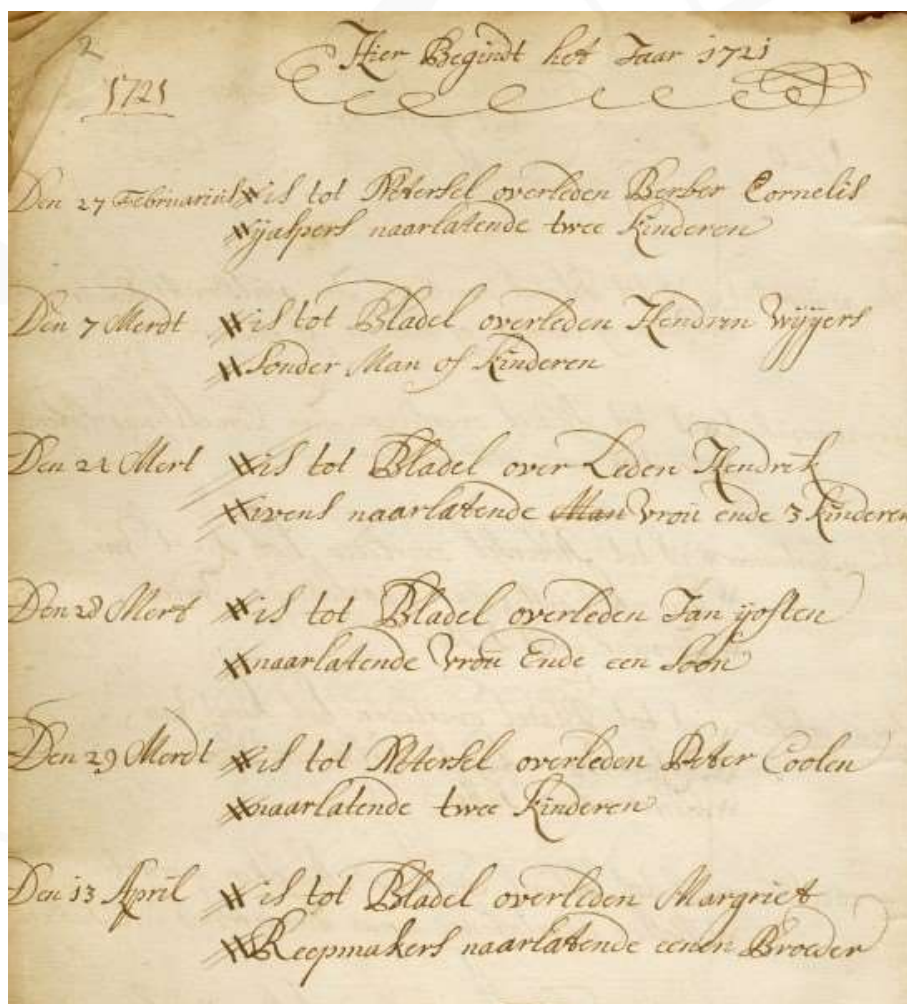 2
Hier Begindt het Jaar 1721
1721
Den 27 Februarius is tot Netersel overleden Berber Cornelis
yaspers naarlatende twee kinderen
Den 7 Merdt is tot Bladel overleden Hendrin Wyyers
Sonder Man of kinderen
Den 21 Mert is tot Bladel over Leden Hendrik
naarlatende Man Vrou ende 3 kinderen
Den 28 Mert is tot Bladel overleden Jan yosten
naarlatende Vrou Ende een Soon
Den 29 Merdt is tot Netersel overleden Peter Coolen
naarlatende twee kinderen
Den 13 April is tot Bladel overleden Margriet
Reepmakers naarlatende eenen Broeder